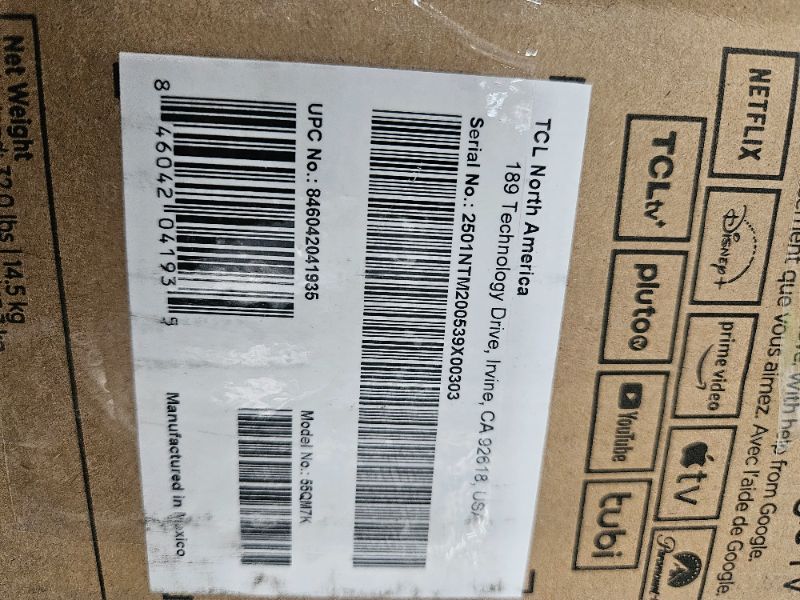 TCL North America
189 Technology Drive, Irvine, CA 92618, USA
Serial No.: 2501NTM200539X00303
UPC No.: 846042041935
8 46042 04193 5
Model No.: 55QM7K
Manufactured in Mexico
Net Weight
lbs | 14.5 kg
With help from Google.
que vous aimez. Avec l'aide de Google.
NETFLIX
Disney+
prime video
tv
Paramount+
TCLtv+
pluto tv
YouTube
tubi